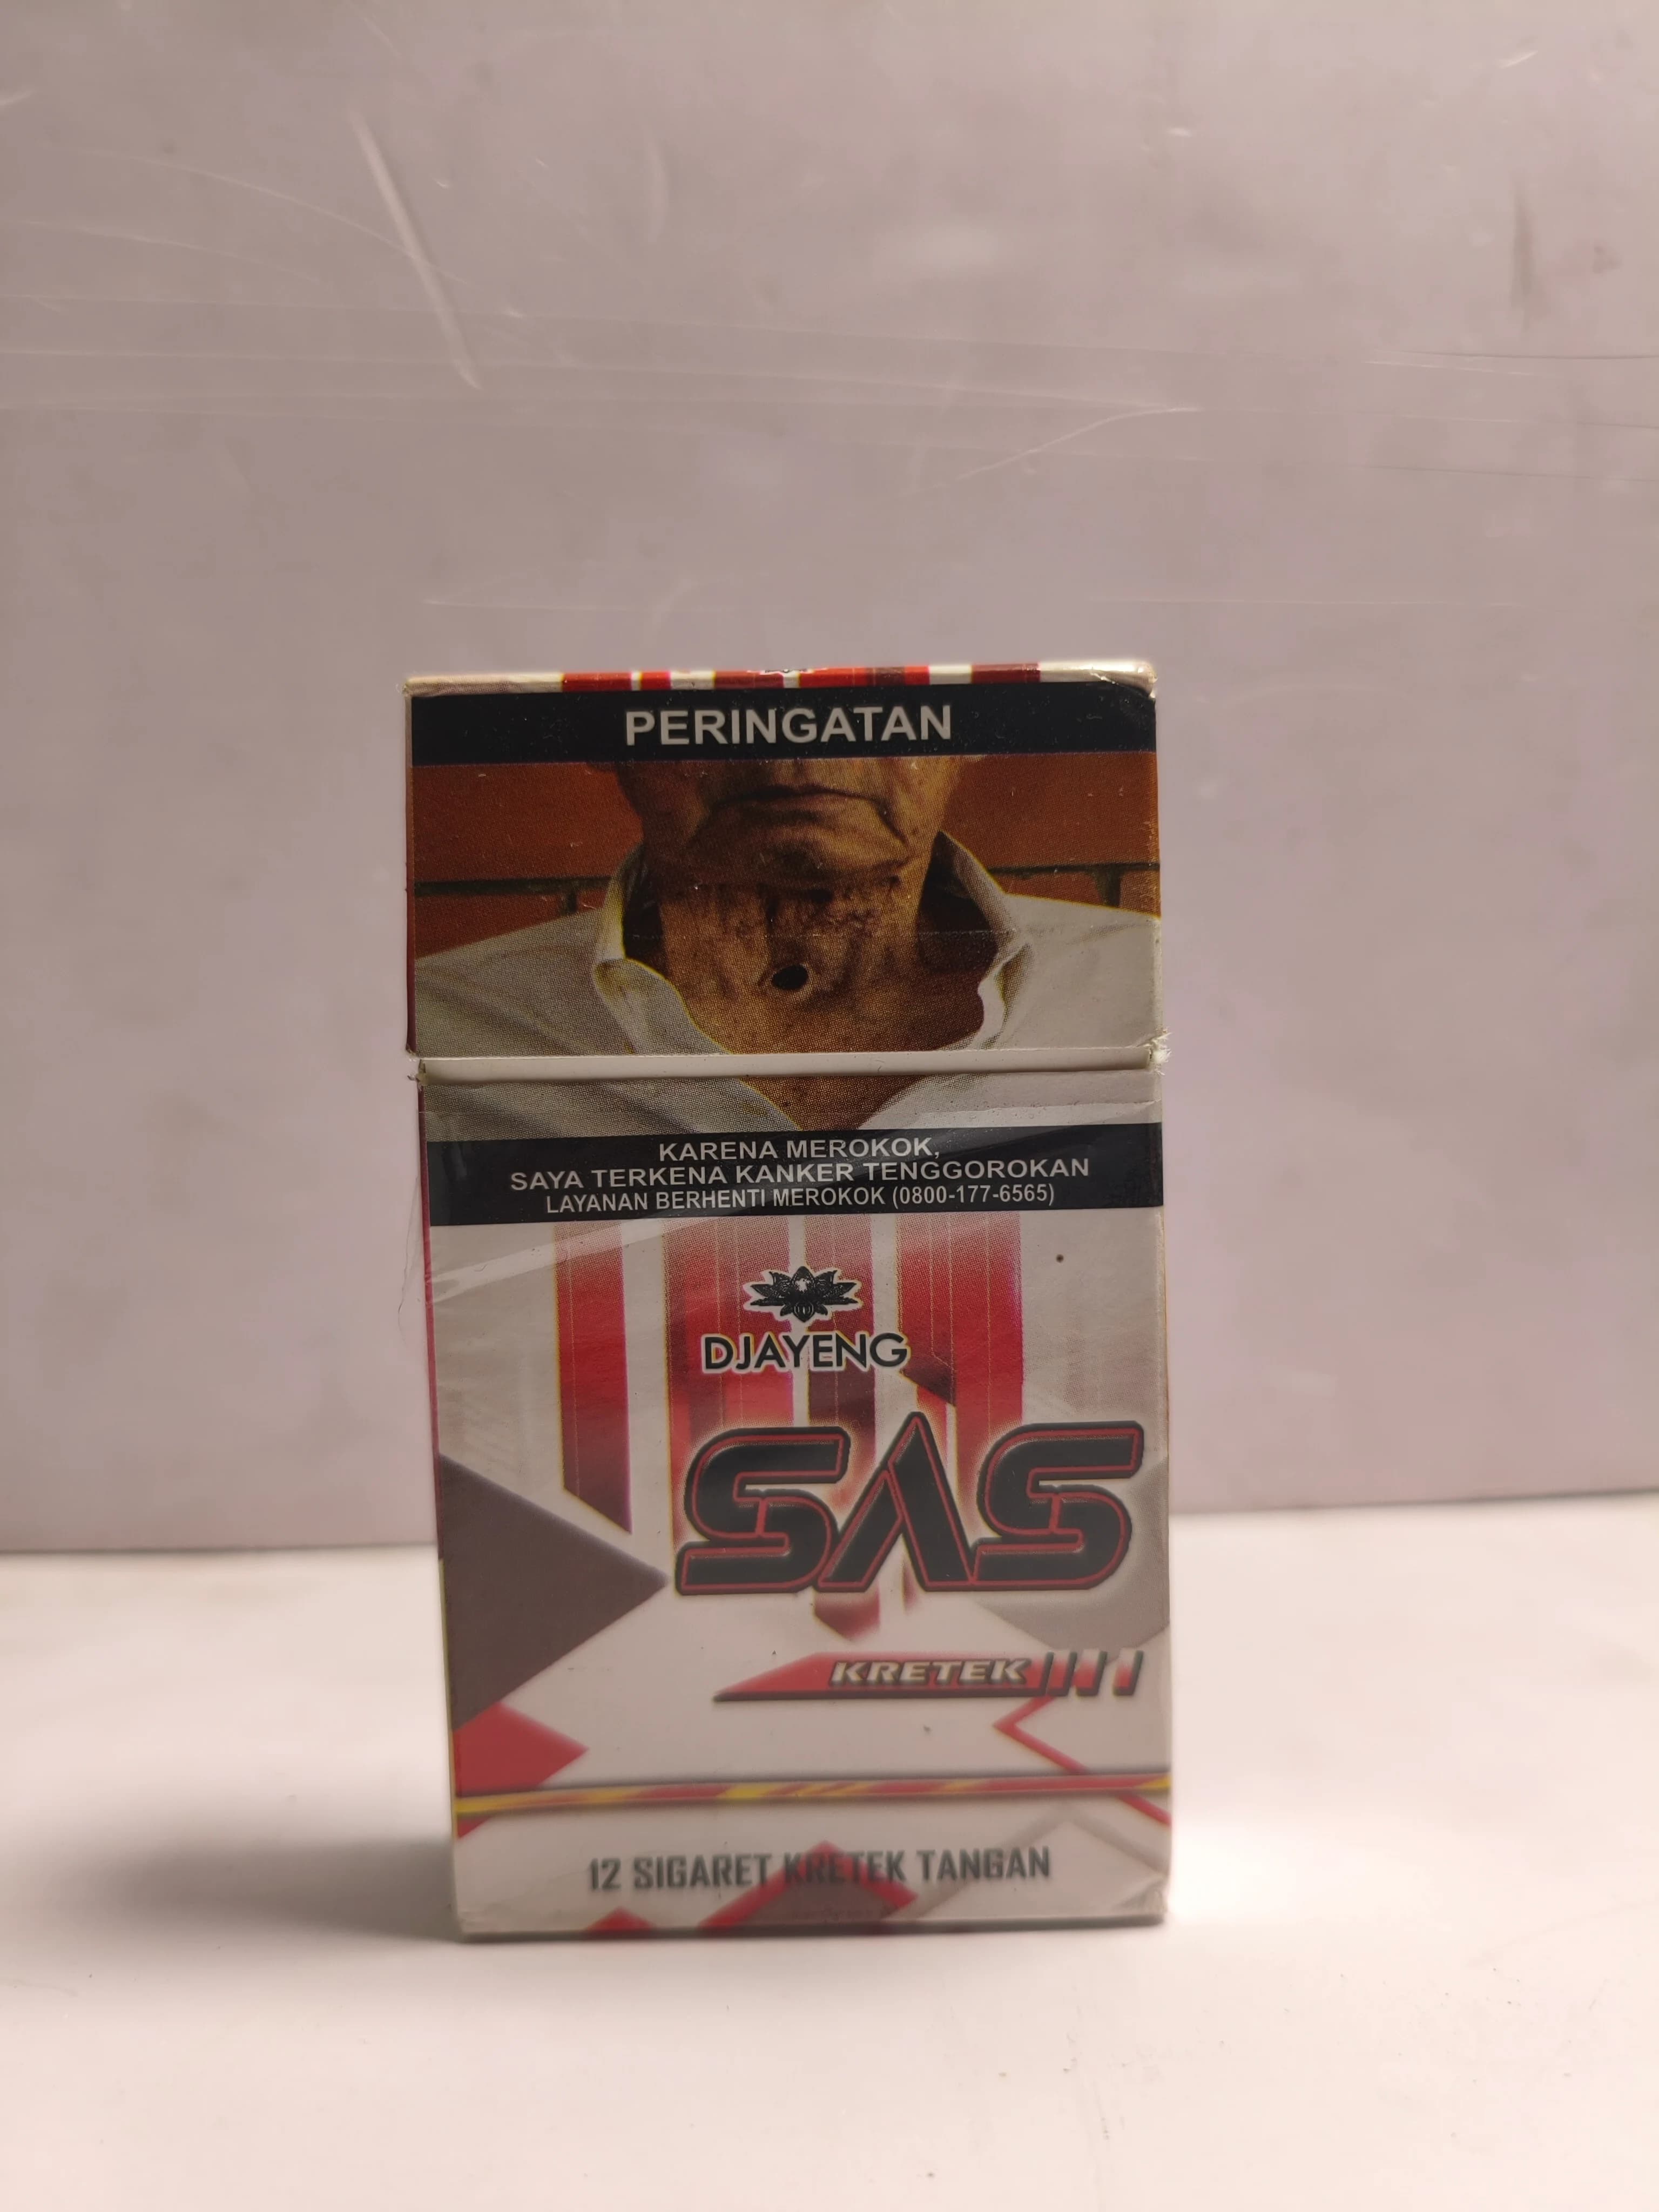 PERINGATAN
KARENA MEROKOK,
SAYA TERKENA KANKER TENGGOROKAN
LAYANAN BERHENTI MEROKOK (0800-177-6565)
DJAYENG
SAS
KRETEK
12 SIGARET KRETEK TANGAN